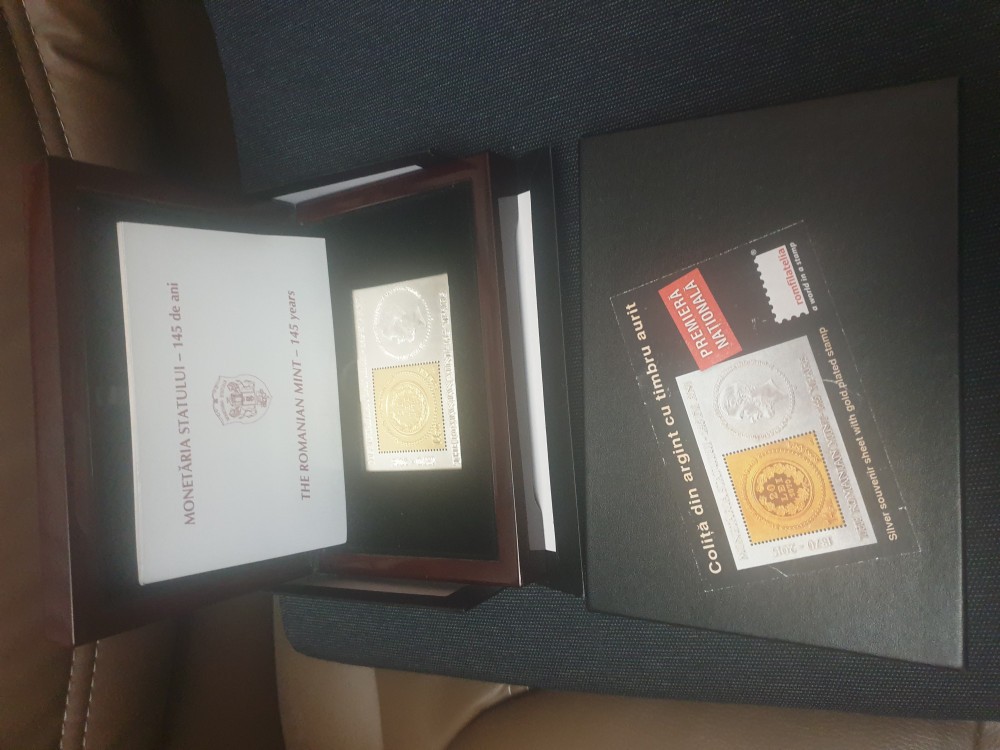 MONETĂRIA STATULUI – 145 de ani
THE ROMANIAN MINT – 145 years
Coliță din argint cu timbru aurit
PREMIERĂ
NAȚIONALĂ
romfilatelia
a world in a stamp
1870 - 2015
Silver souvenir sheet with gold plated stamp